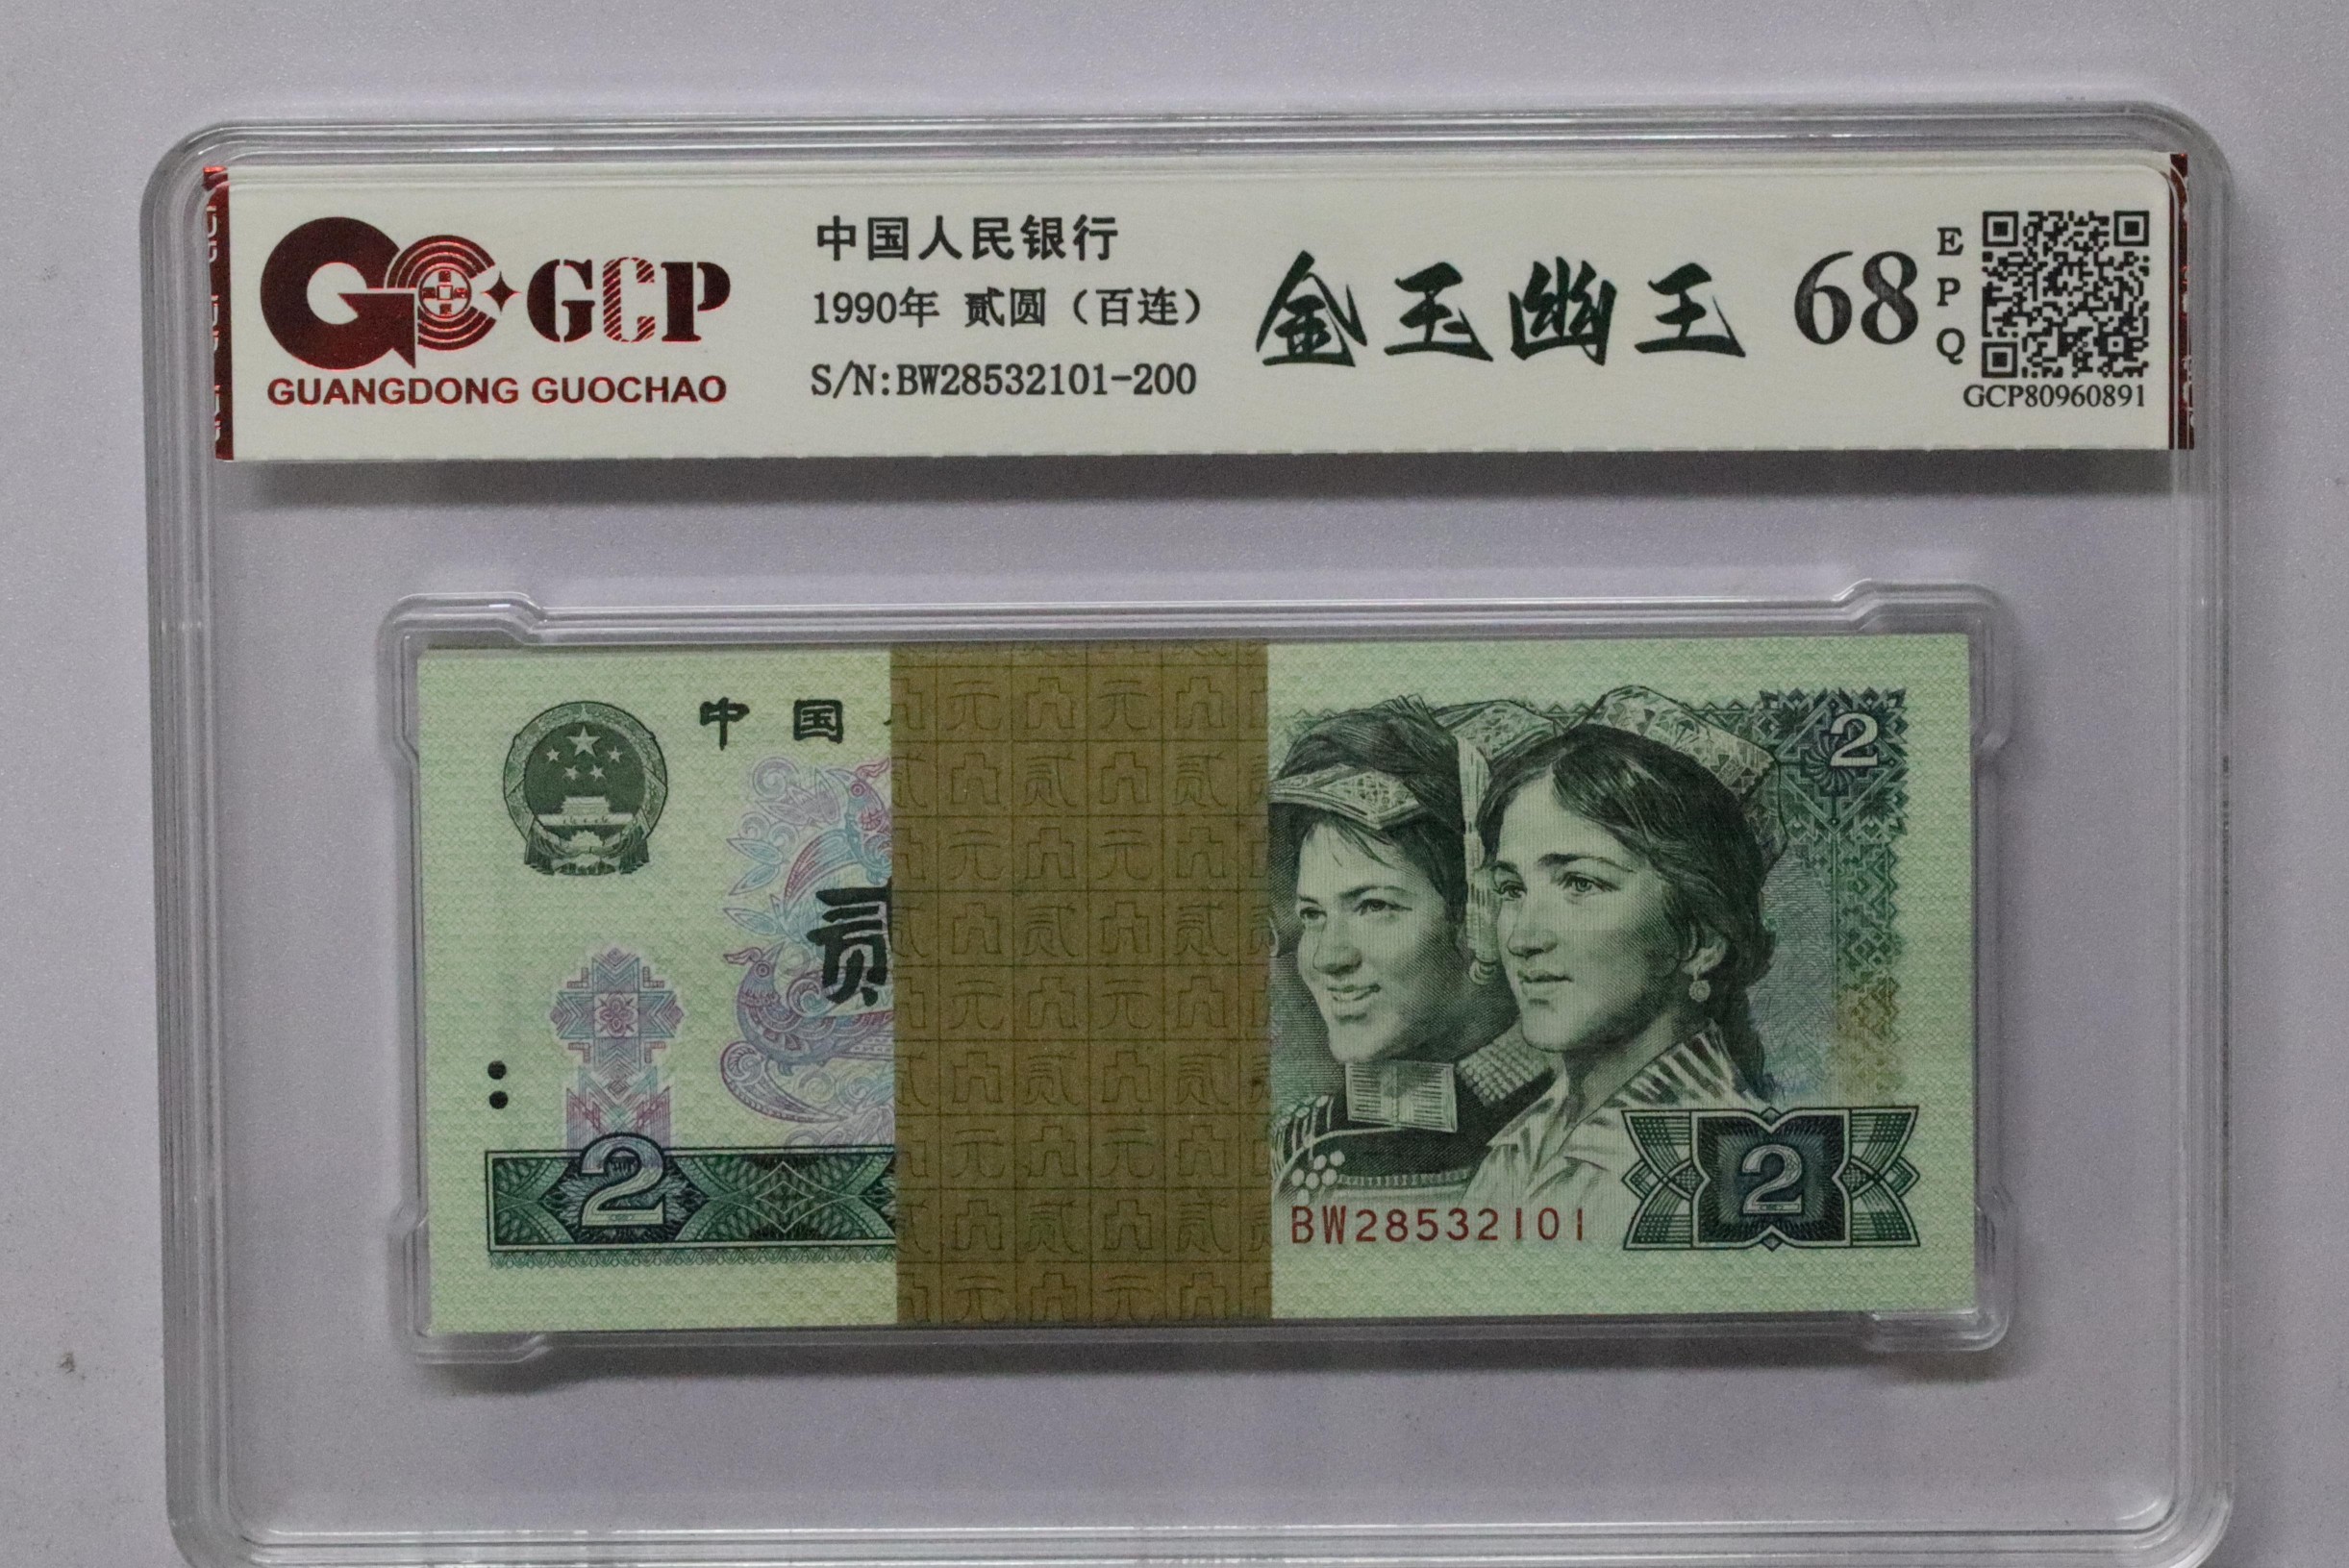 GCP
GUANGDONG GUOCHAO
中国人民银行
1990年 贰圆（百连）
S/N:BW28532101-200
金玉幽王
68
EPQ
GCP80960891
中国
贰
2
2
BW28532101
2